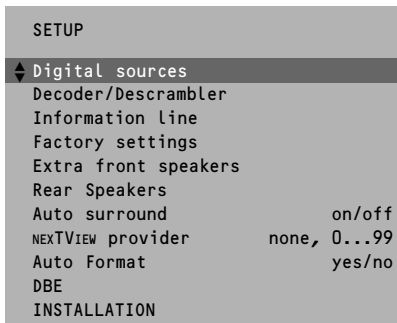 SETUP
Digital sources
Decoder/Descrambler
Information line
Factory settings
Extra front speakers
Rear Speakers
Auto surround on/off
NEXTVIEW provider none, 0...99
Auto Format yes/no
DBE
INSTALLATION